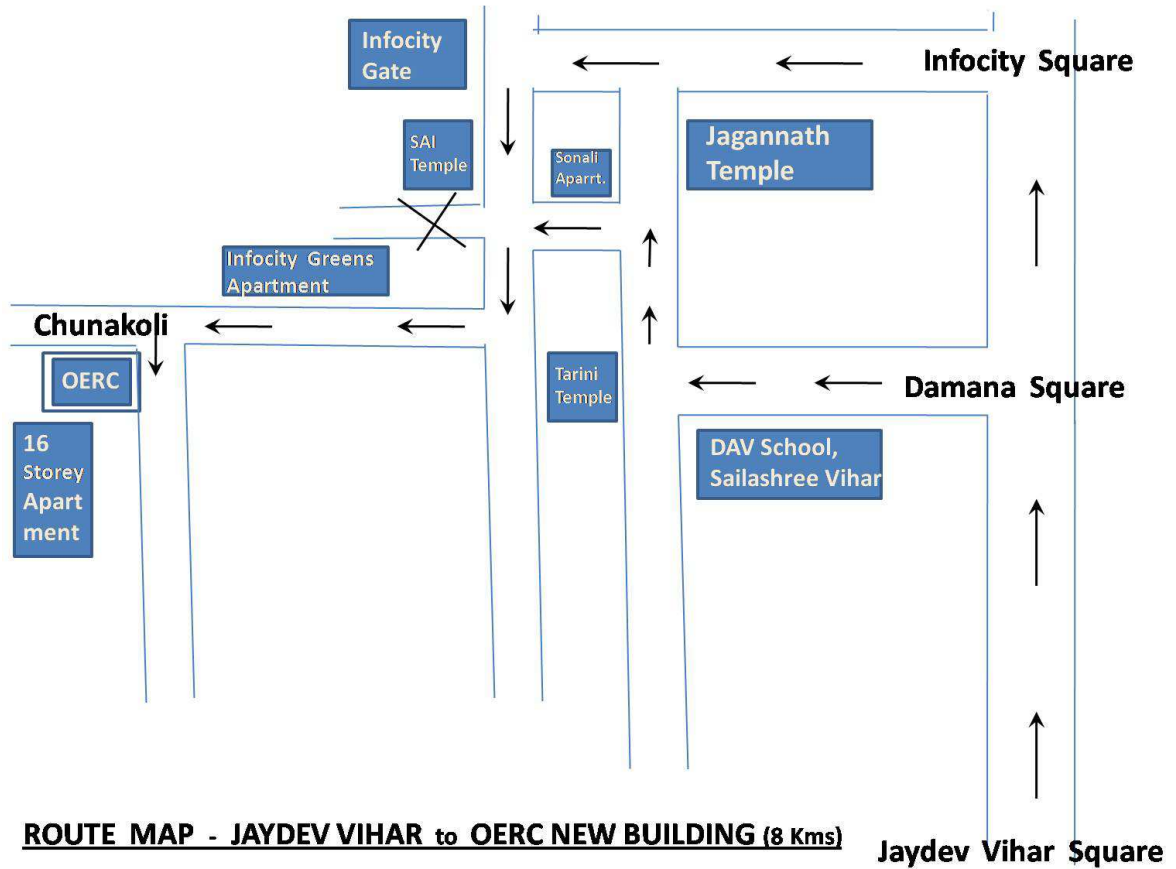 Infocity
Gate
Infocity Square
SAI
Temple
Sonali
Aparrt.
Jagannath
Temple
Infocity Greens
Apartment
Chunakoli
OERC
Tarini
Temple
Damana Square
16
Storey
Apart
ment
DAV School,
Sailashree Vihar
ROUTE MAP - JAYDEV VIHAR to OERC NEW BUILDING (8 Kms)
Jaydev Vihar Square